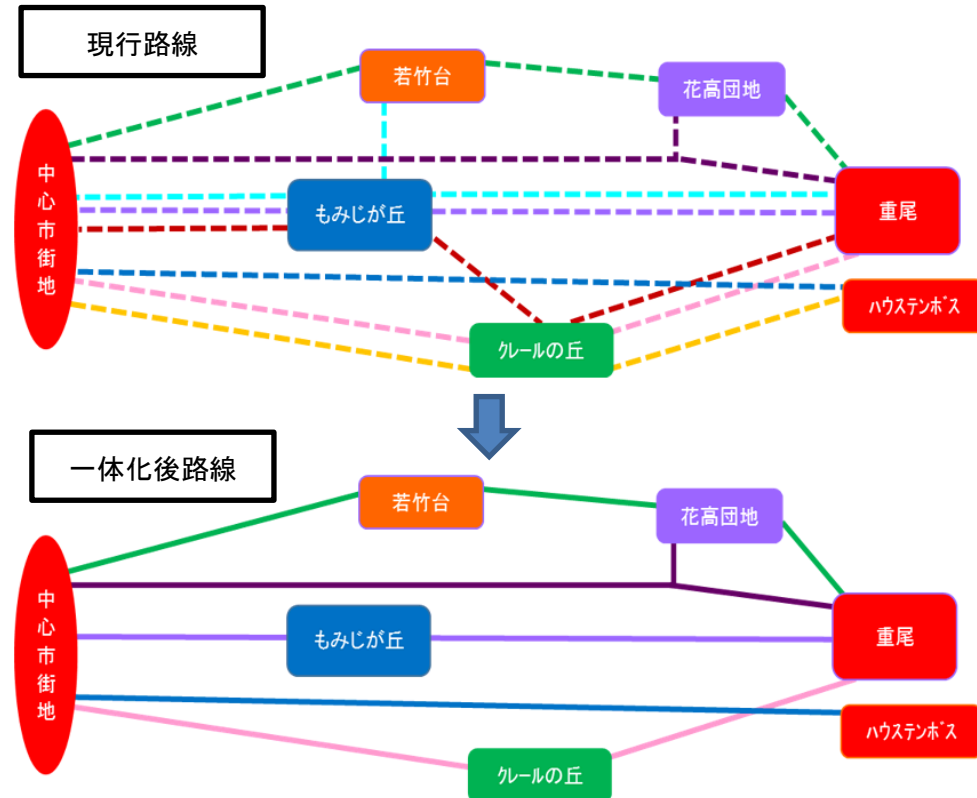 現行路線
若竹台
花高団地
中心市街地
もみじが丘
重尾
ﾊｳｽﾃﾝﾎﾞｽ
ｸﾚｰﾙの丘
一体化後路線
若竹台
花高団地
中心市街地
もみじが丘
重尾
ﾊｳｽﾃﾝﾎﾞｽ
ｸﾚｰﾙの丘